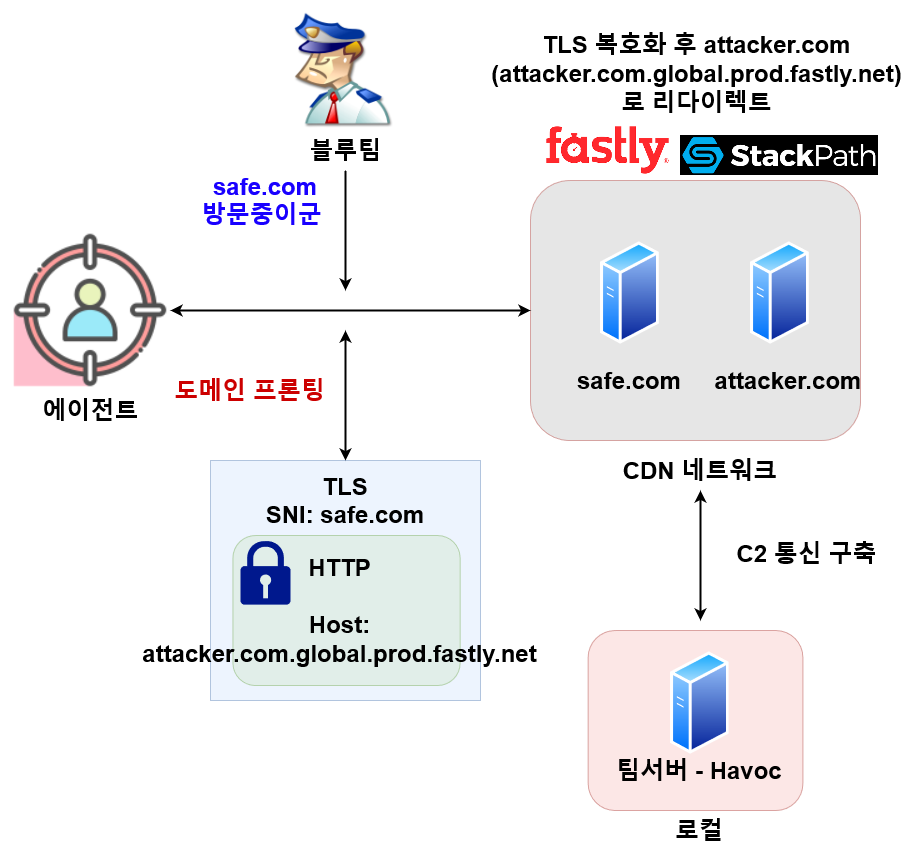 TLS 복호화 후 attacker.com
(attacker.com.global.prod.fastly.net)
로 리다이렉트
fastly
StackPath
블루팀
safe.com
방문중이군
safe.com
attacker.com
에이전트
도메인 프론팅
CDN 네트워크
TLS
SNI: safe.com
HTTP
Host:
attacker.com.global.prod.fastly.net
C2 통신 구축
팀서버 - Havoc
로컬